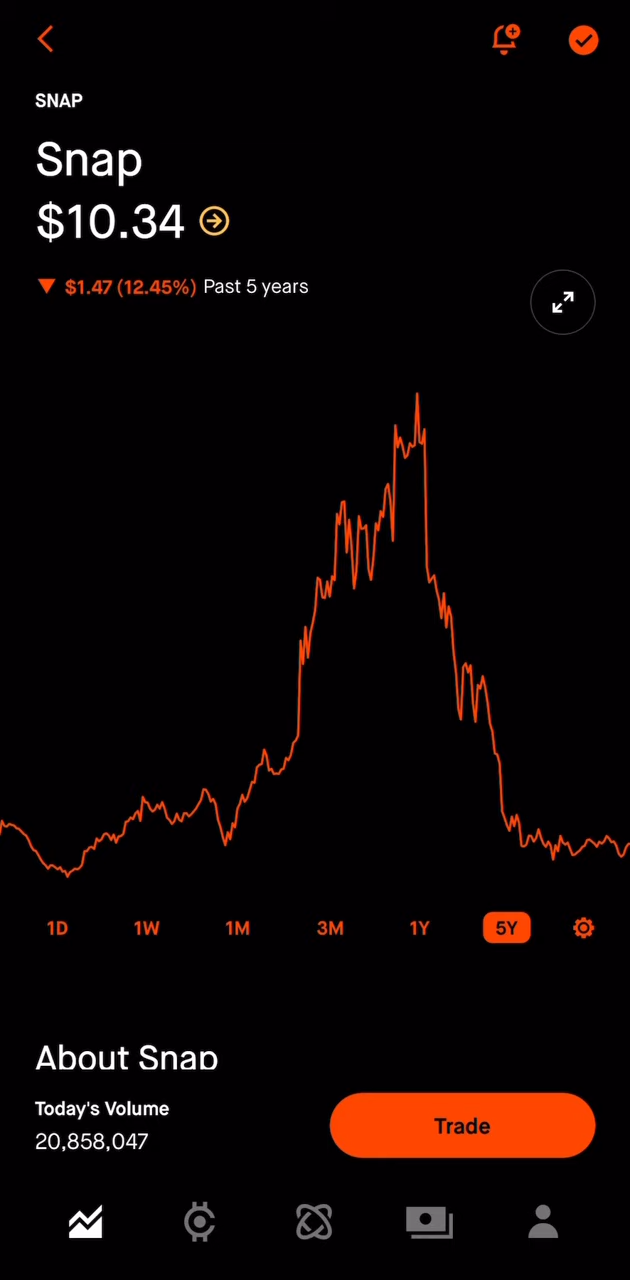 SNAP
Snap
$10.34
▼ $1.47 (12.45%) Past 5 years
1D 1W 1M 3M 1Y 5Y
About Snap
Today's Volume
20,858,047
Trade